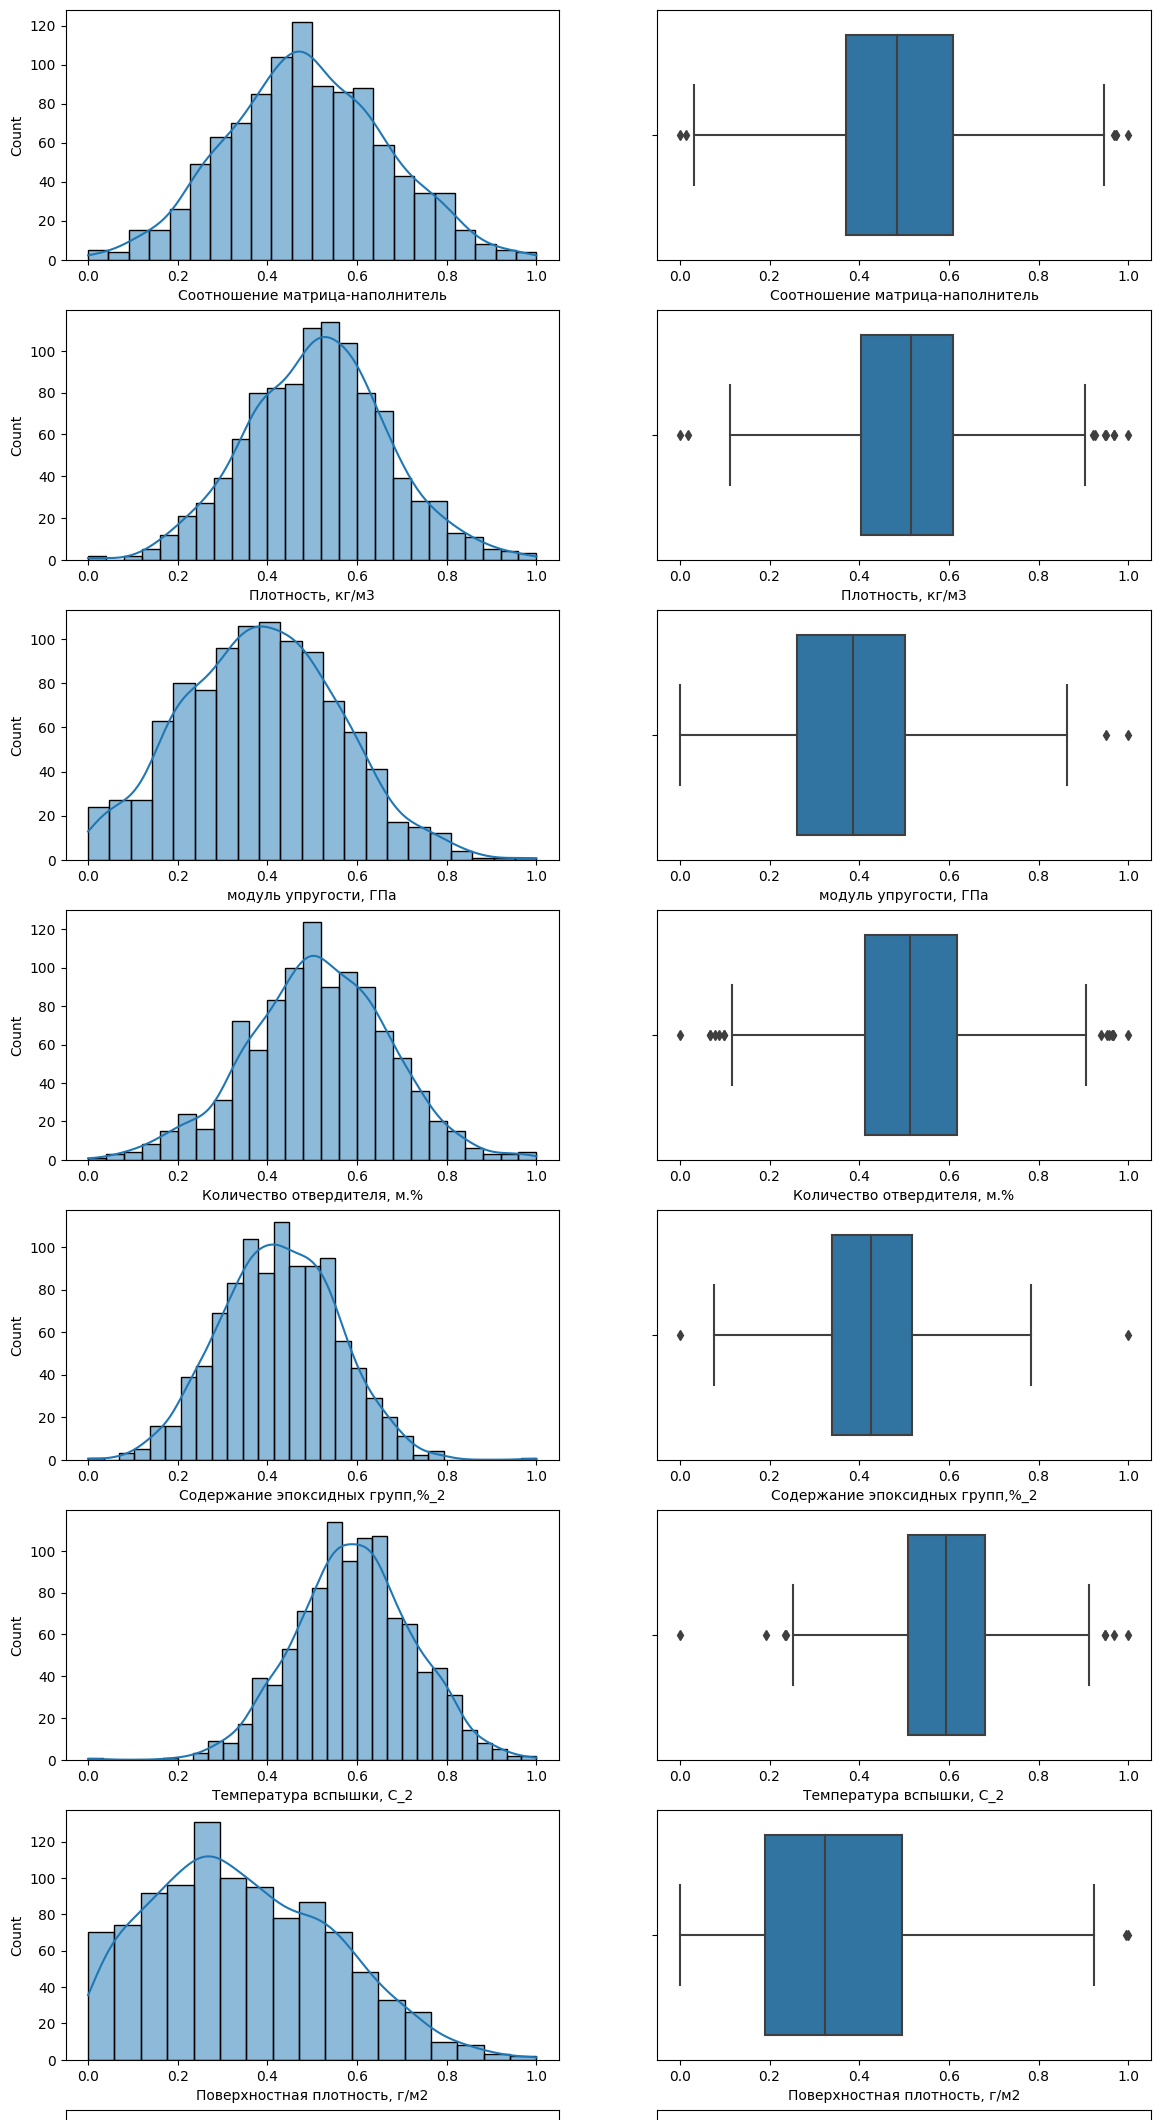 120
100
80
60
40
20
0
Count
0.0 0.2 0.4 0.6 0.8 1.0
Соотношение матрица-наполнитель
0.0 0.2 0.4 0.6 0.8 1.0
Соотношение матрица-наполнитель
100
80
60
40
20
0
Count
0.0 0.2 0.4 0.6 0.8 1.0
Плотность, кг/м3
0.0 0.2 0.4 0.6 0.8 1.0
Плотность, кг/м3
100
80
60
40
20
0
Count
0.0 0.2 0.4 0.6 0.8 1.0
модуль упругости, ГПа
0.0 0.2 0.4 0.6 0.8 1.0
модуль упругости, ГПа
120
100
80
60
40
20
0
Count
0.0 0.2 0.4 0.6 0.8 1.0
Количество отвердителя, м.%
0.0 0.2 0.4 0.6 0.8 1.0
Количество отвердителя, м.%
100
80
60
40
20
0
Count
0.0 0.2 0.4 0.6 0.8 1.0
Содержание эпоксидных групп,%_2
0.0 0.2 0.4 0.6 0.8 1.0
Содержание эпоксидных групп,%_2
100
80
60
40
20
0
Count
0.0 0.2 0.4 0.6 0.8 1.0
Температура вспышки, С_2
0.0 0.2 0.4 0.6 0.8 1.0
Температура вспышки, С_2
120
100
80
60
40
20
0
Count
0.0 0.2 0.4 0.6 0.8 1.0
Поверхностная плотность, г/м2
0.0 0.2 0.4 0.6 0.8 1.0
Поверхностная плотность, г/м2